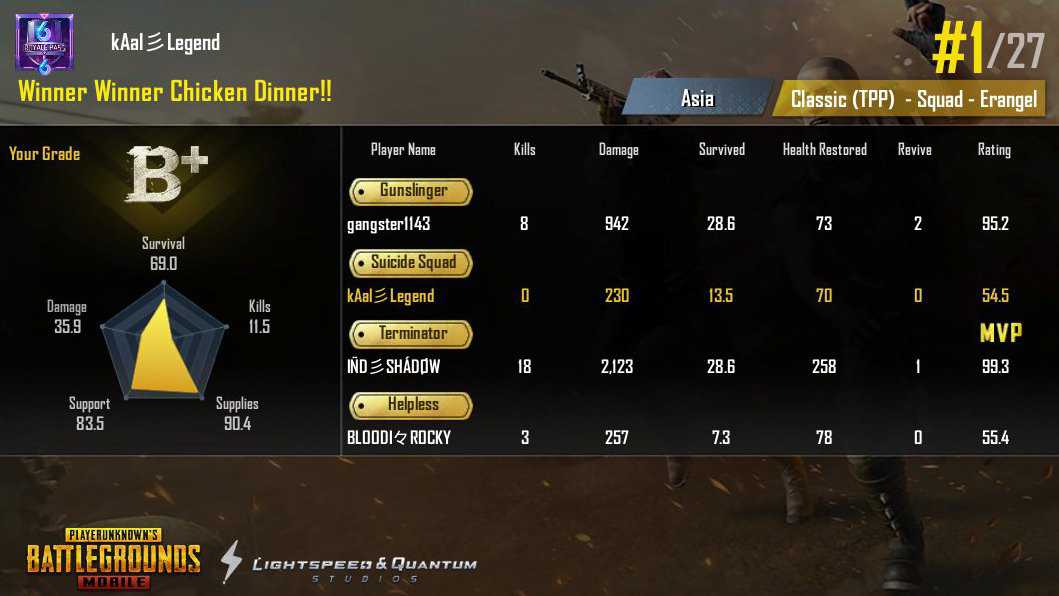 6
ROYALE PASS
6
kAal彡Legend
#1/27
Winner Winner Chicken Dinner!!
Asia
Classic (TPP) - Squad - Erangel
Your Grade
B+
Survival
69.0
Damage
35.9
Kills
11.5
Support
83.5
Supplies
90.4
Player Name Kills Damage Survived Health Restored Revive Rating
Gunslinger
gangster1143 8 942 28.6 73 2 95.2
Suicide Squad
kAal彡Legend 0 230 13.5 70 0 54.5
Terminator MVP
IÑD彡SHÁDØW 18 2,123 28.6 258 1 99.3
Helpless
BLOODI々ROCKY 3 257 7.3 78 0 55.4
PLAYERUNKNOWN'S
BATTLEGROUNDS
MOBILE
LIGHTSPEED & QUANTUM
STUDIOS